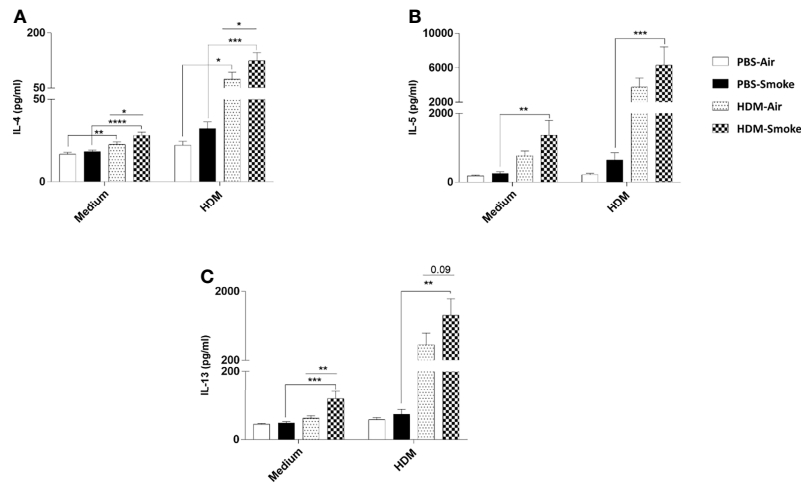 A
IL-4 (pg/ml)
200
50
50
0
*
****
**
*
***
*
Medium
HDM
B
IL-5 (pg/ml)
10000
6000
2000
2000
0
**
***
Medium
HDM
PBS-Air
PBS-Smoke
HDM-Air
HDM-Smoke
C
IL-13 (pg/ml)
2000
200
200
0
**
***
0.09
**
Medium
HDM